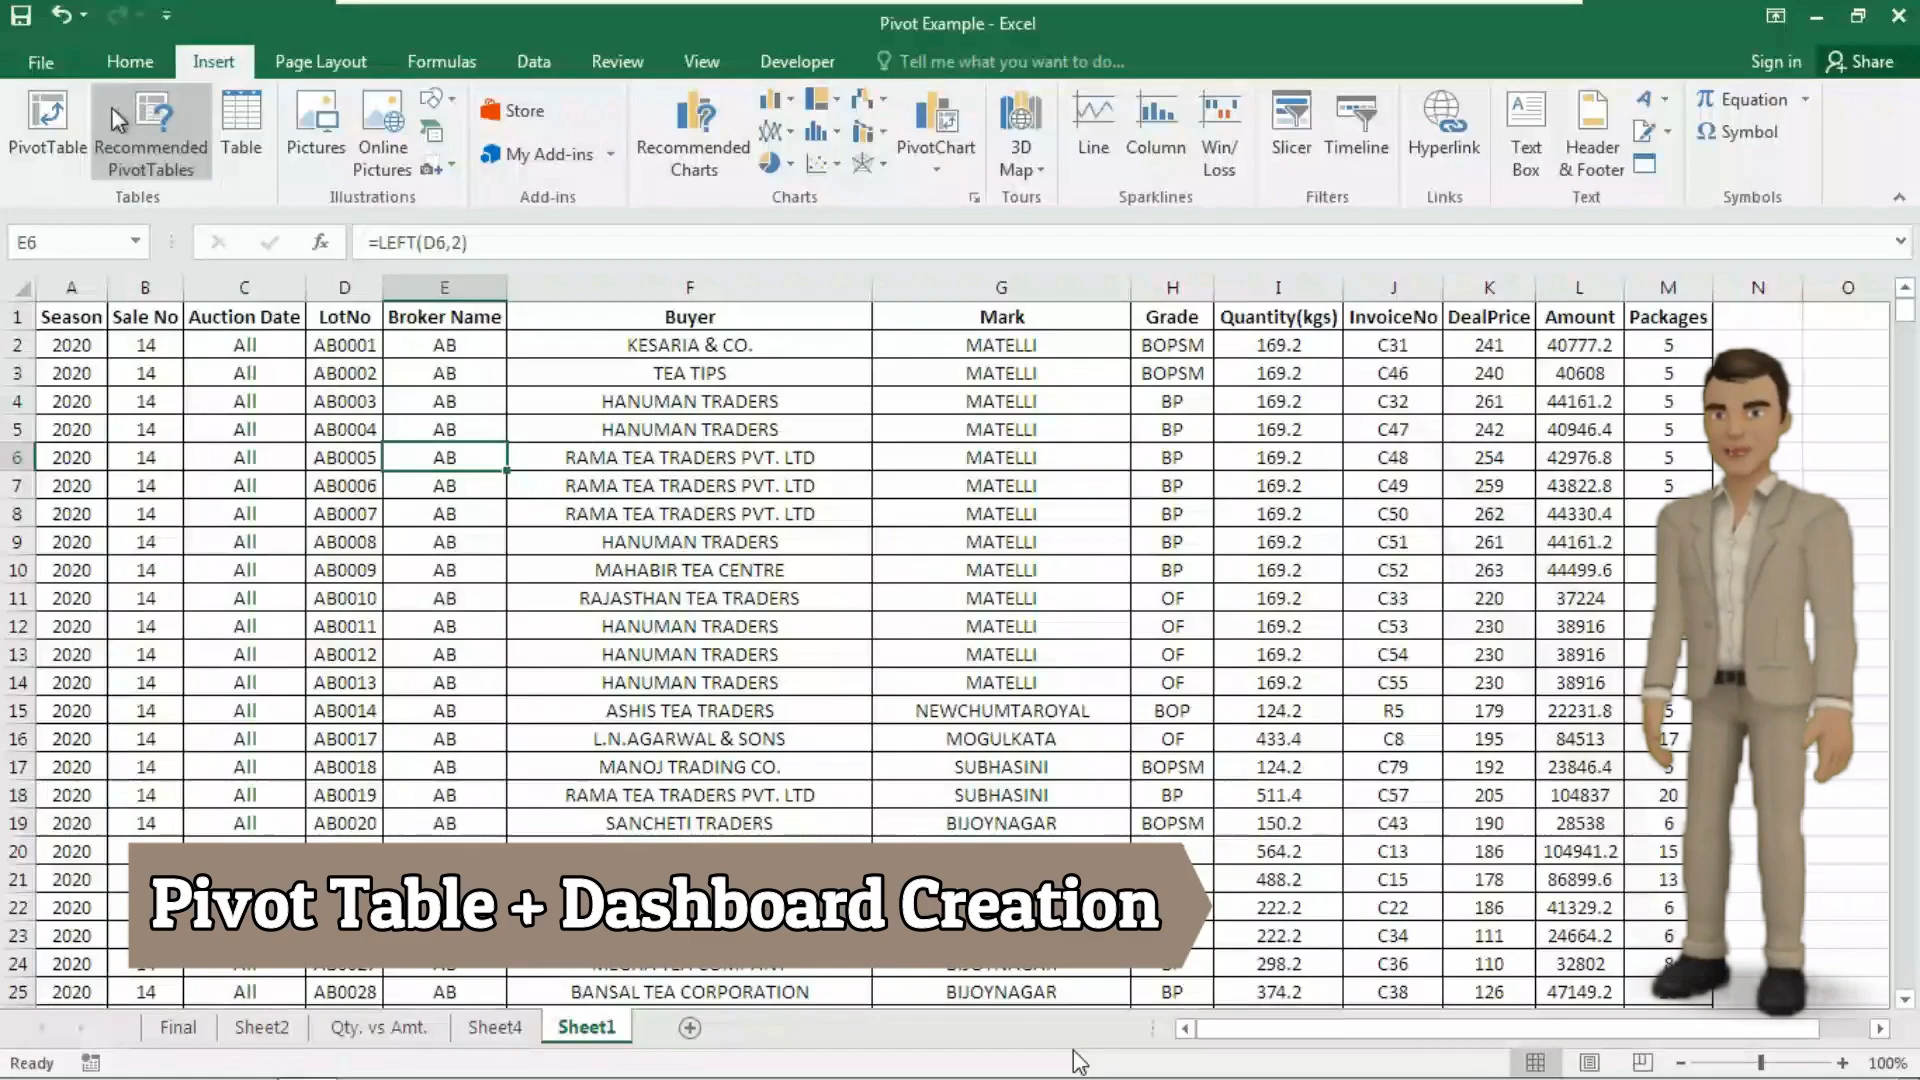 Pivot Example - Excel
File Home Insert Page Layout Formulas Data Review View Developer Tell me what you want to do... Sign in Share
PivotTable Recommended PivotTables Table Pictures Online Pictures Store My Add-ins Recommended Charts PivotChart 3D Map Line Column Win/Loss Slicer Timeline Hyperlink Text Box Header & Footer Equation Symbol
Tables Illustrations Add-ins Charts Tours Sparklines Filters Links Text Symbols
E6 fx =LEFT(D6,2)
A B C D E F G H I J K L M N O
1 Season Sale No Auction Date LotNo Broker Name Buyer Mark Grade Quantity(kgs) InvoiceNo DealPrice Amount Packages
2 2020 14 All AB0001 AB KESARIA & CO. MATELLI BOPSM 169.2 C31 241 40777.2 5
3 2020 14 All AB0002 AB TEA TIPS MATELLI BOPSM 169.2 C46 240 40608 5
4 2020 14 All AB0003 AB HANUMAN TRADERS MATELLI BP 169.2 C32 261 44161.2 5
5 2020 14 All AB0004 AB HANUMAN TRADERS MATELLI BP 169.2 C47 242 40946.4 5
6 2020 14 All AB0005 AB RAMA TEA TRADERS PVT. LTD MATELLI BP 169.2 C48 254 42976.8 5
7 2020 14 All AB0006 AB RAMA TEA TRADERS PVT. LTD MATELLI BP 169.2 C49 259 43822.8 5
8 2020 14 All AB0007 AB RAMA TEA TRADERS PVT. LTD MATELLI BP 169.2 C50 262 44330.4
9 2020 14 All AB0008 AB HANUMAN TRADERS MATELLI BP 169.2 C51 261 44161.2
10 2020 14 All AB0009 AB MAHABIR TEA CENTRE MATELLI BP 169.2 C52 263 44499.6
11 2020 14 All AB0010 AB RAJASTHAN TEA TRADERS MATELLI OF 169.2 C33 220 37224
12 2020 14 All AB0011 AB HANUMAN TRADERS MATELLI OF 169.2 C53 230 38916
13 2020 14 All AB0012 AB HANUMAN TRADERS MATELLI OF 169.2 C54 230 38916
14 2020 14 All AB0013 AB HANUMAN TRADERS MATELLI OF 169.2 C55 230 38916
15 2020 14 All AB0014 AB ASHIS TEA TRADERS NEWCHUMTAROYAL BOP 124.2 R5 179 22231.8 5
16 2020 14 All AB0017 AB L.N.AGARWAL & SONS MOGULKATA OF 433.4 C8 195 84513 17
17 2020 14 All AB0018 AB MANOJ TRADING CO. SUBHASINI BOPSM 124.2 C79 192 23846.4 5
18 2020 14 All AB0019 AB RAMA TEA TRADERS PVT. LTD SUBHASINI BP 511.4 C57 205 104837 20
19 2020 14 All AB0020 AB SANCHETI TRADERS BIJOYNAGAR BOPSM 150.2 C43 190 28538 6
20 2020 564.2 C13 186 104941.2 15
21 2020 488.2 C15 178 86899.6 13
22 2020 222.2 C22 186 41329.2 6
23 2020 222.2 C34 111 24664.2 6
Pivot Table + Dashboard Creation
24 2020 298.2 C36 110 32802
25 2020 14 All AB0028 AB BANSAL TEA CORPORATION BIJOYNAGAR BP 374.2 C38 126 47149.2
Final Sheet2 Qty. vs Amt. Sheet4 Sheet1
Ready 100%